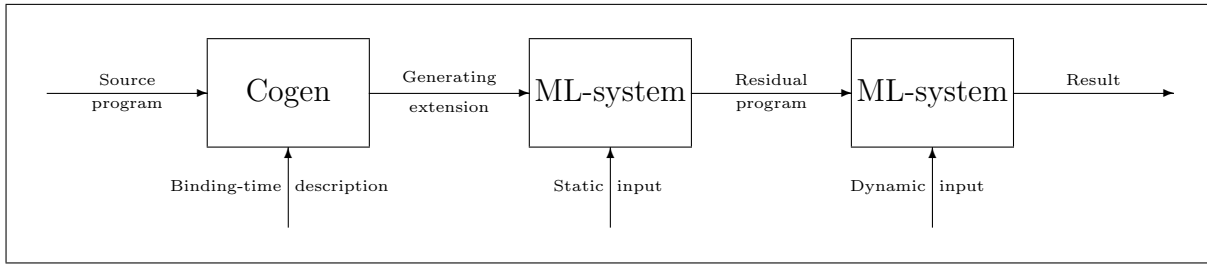 Source
program
Cogen
Generating
extension
ML-system
Residual
program
ML-system
Result
Binding-time description
Static input
Dynamic input